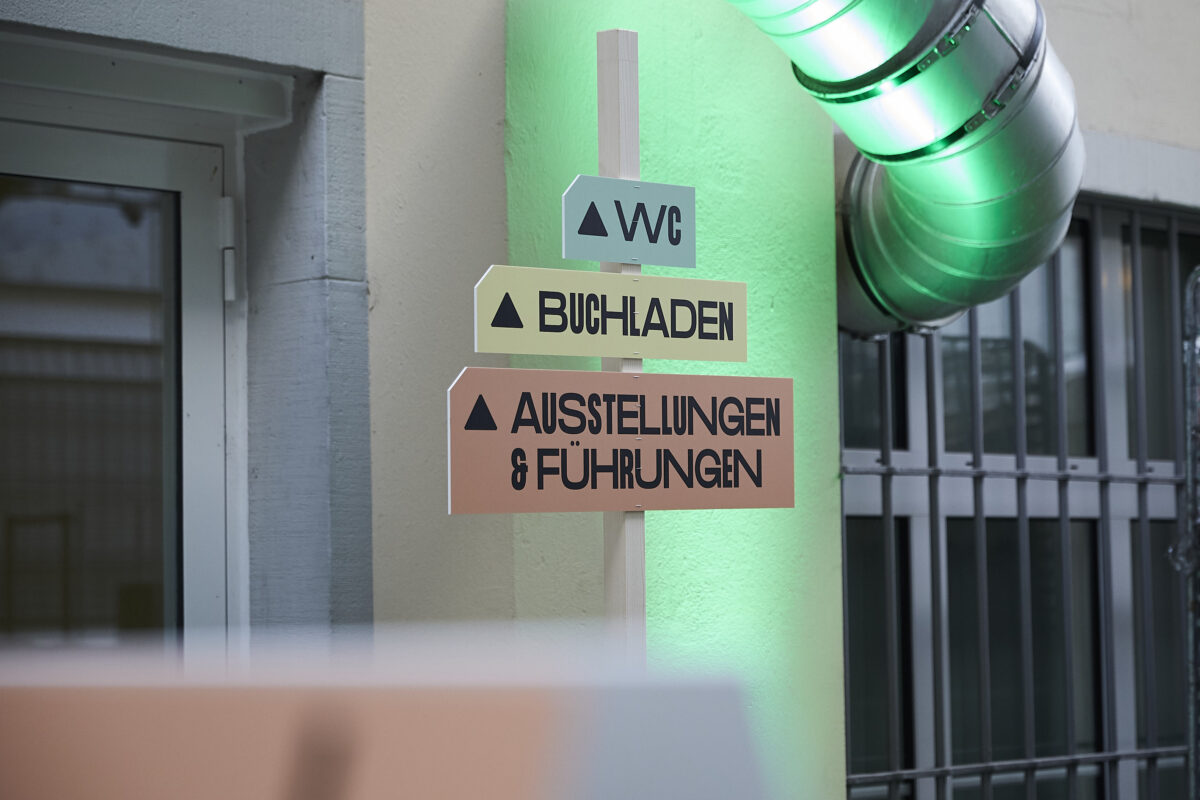 ▲ WC
▲ BUCHLADEN
▲ AUSSTELLUNGEN
& FÜHRUNGEN